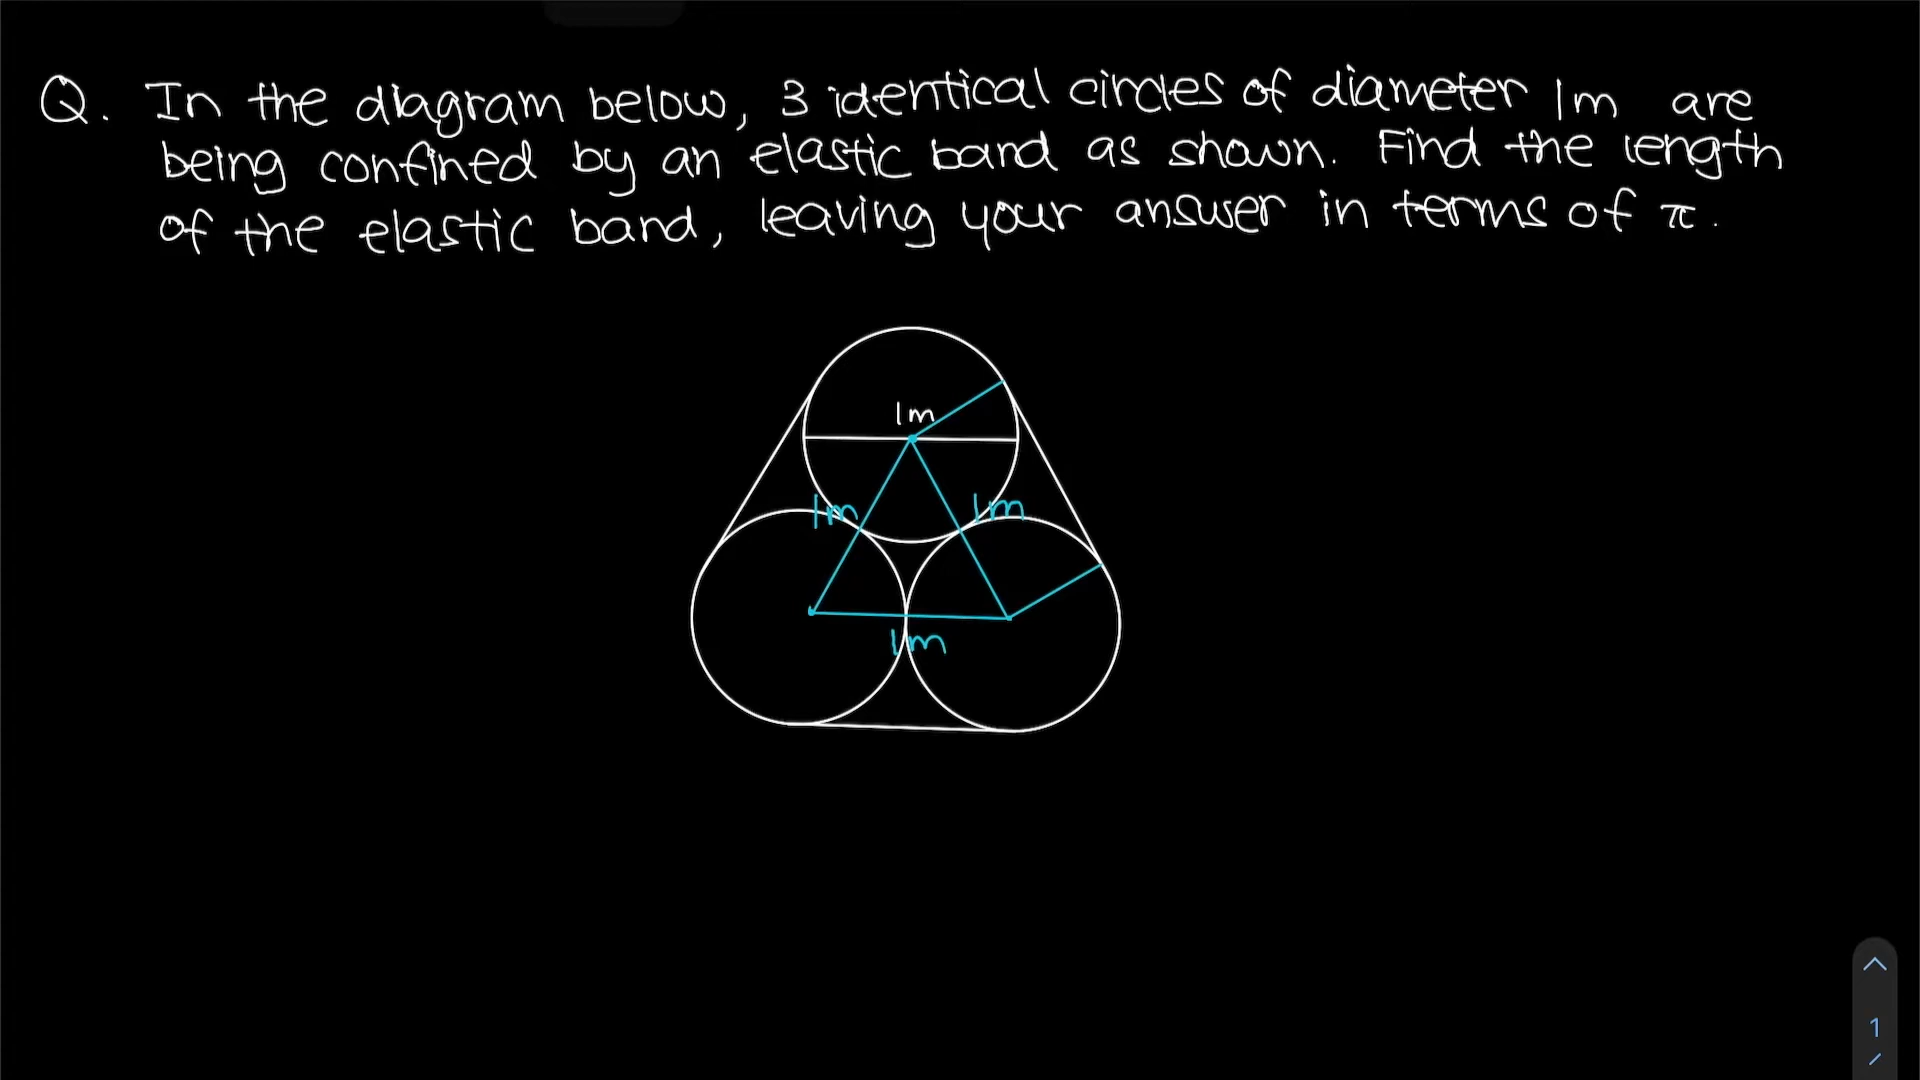 Q. In the diagram below, 3 identical circles of diameter 1m are
being confined by an elastic band as shown. Find the length
of the elastic band, leaving your answer in terms of π.
1m
1m
1m
1m
1